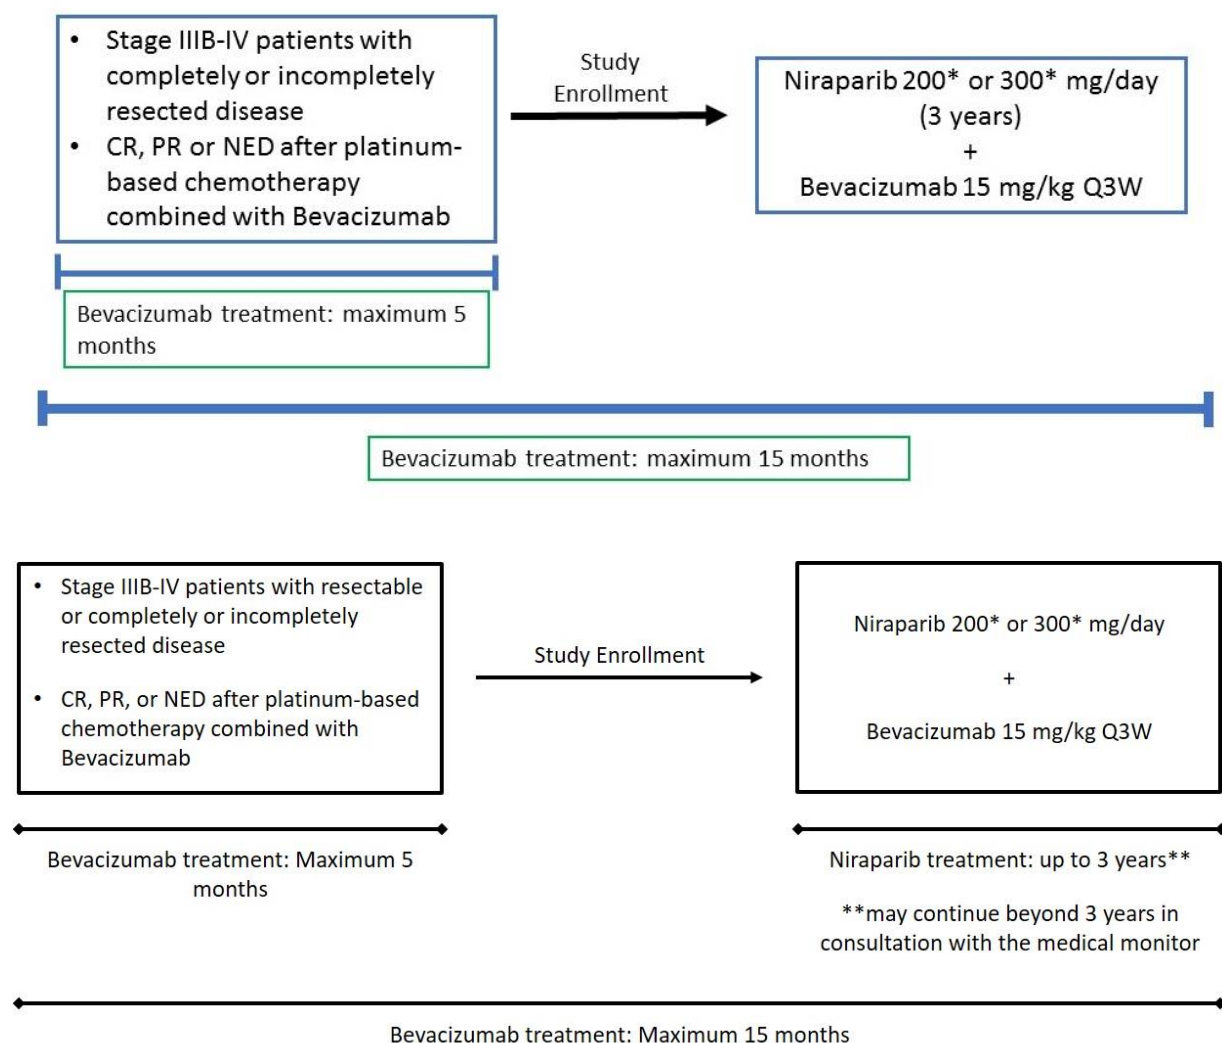 • Stage IIIB-IV patients with
completely or incompletely
resected disease
• CR, PR or NED after platinum-
based chemotherapy
combined with Bevacizumab
Study
Enrollment
Niraparib 200* or 300* mg/day
(3 years)
+
Bevacizumab 15 mg/kg Q3W
Bevacizumab treatment: maximum 5
months
Bevacizumab treatment: maximum 15 months
• Stage IIIB-IV patients with resectable
or completely or incompletely
resected disease
• CR, PR, or NED after platinum-based
chemotherapy combined with
Bevacizumab
Study Enrollment
Niraparib 200* or 300* mg/day
+
Bevacizumab 15 mg/kg Q3W
Bevacizumab treatment: Maximum 5
months
Niraparib treatment: up to 3 years**
**may continue beyond 3 years in
consultation with the medical monitor
Bevacizumab treatment: Maximum 15 months